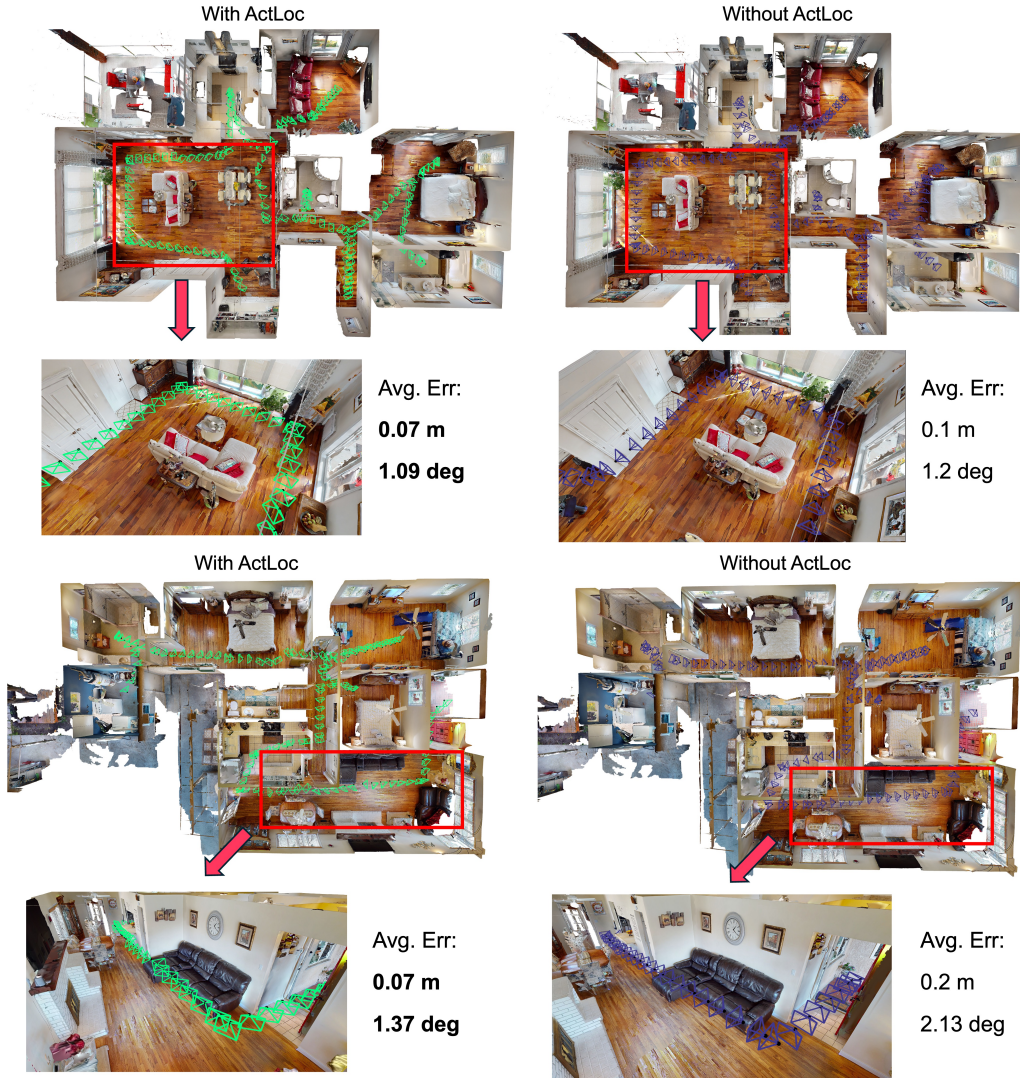 With ActLoc
Without ActLoc
Avg. Err:
0.07 m
1.09 deg
Avg. Err:
0.1 m
1.2 deg
With ActLoc
Without ActLoc
Avg. Err:
0.07 m
1.37 deg
Avg. Err:
0.2 m
2.13 deg